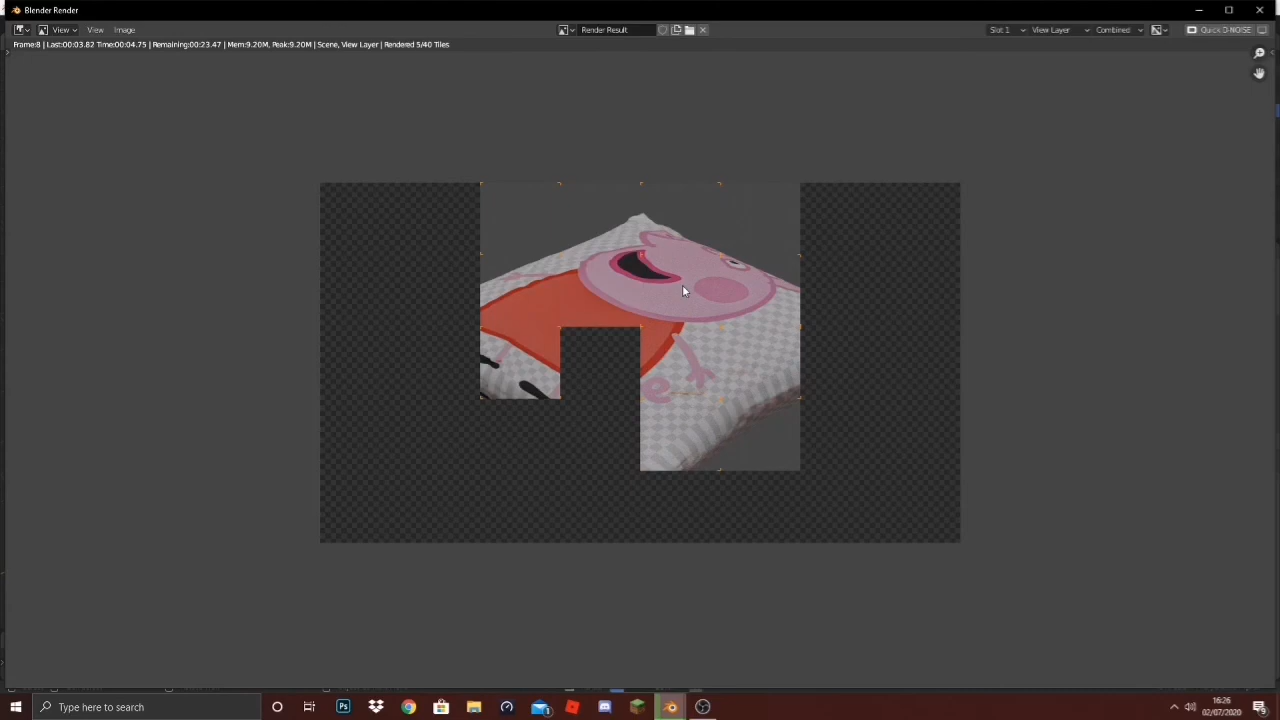 Blender Render
View View Image Render Result Slot 1 View Layer Combined Quick D-NOISE
Frame:8 | Last:00:03.82 Time:00:04.75 | Remaining:00:23.47 | Mem:9.20M, Peak:9.20M | Scene, View Layer | Rendered 5/40 Tiles
e
Type here to search
Ps
16:26
02/07/2020